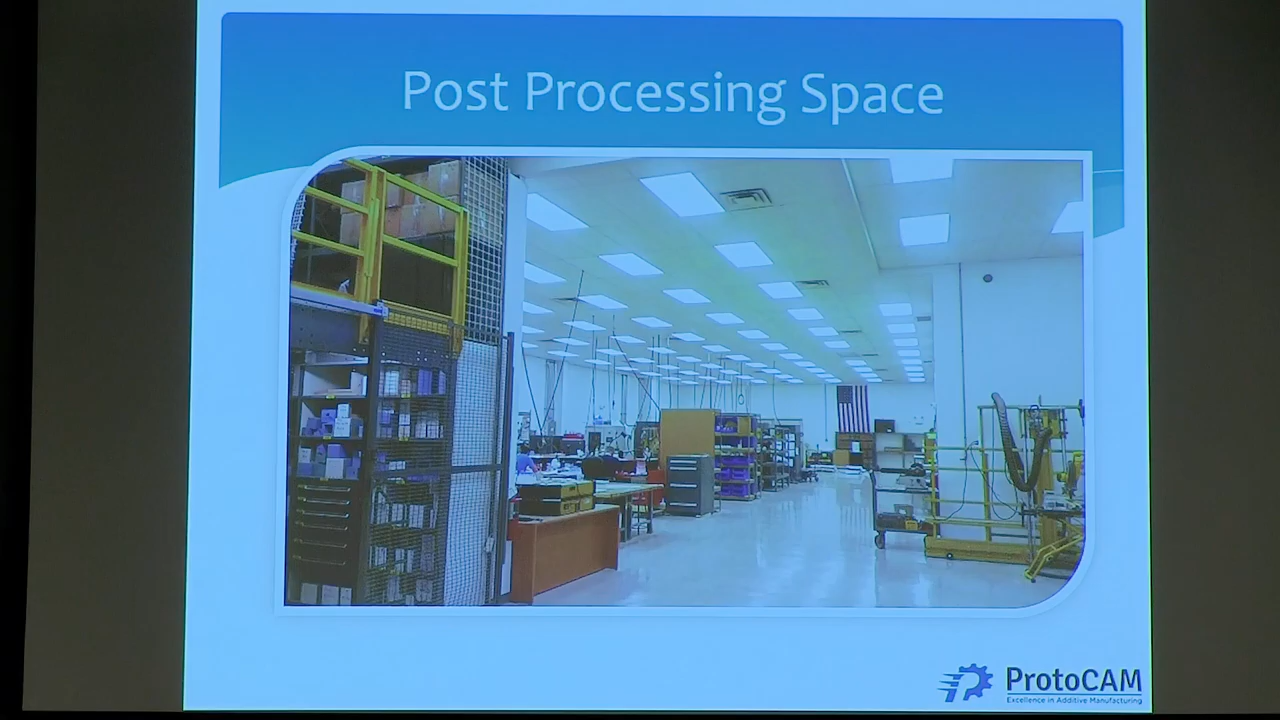 Post Processing Space
ProtoCAM
Excellence in Additive Manufacturing